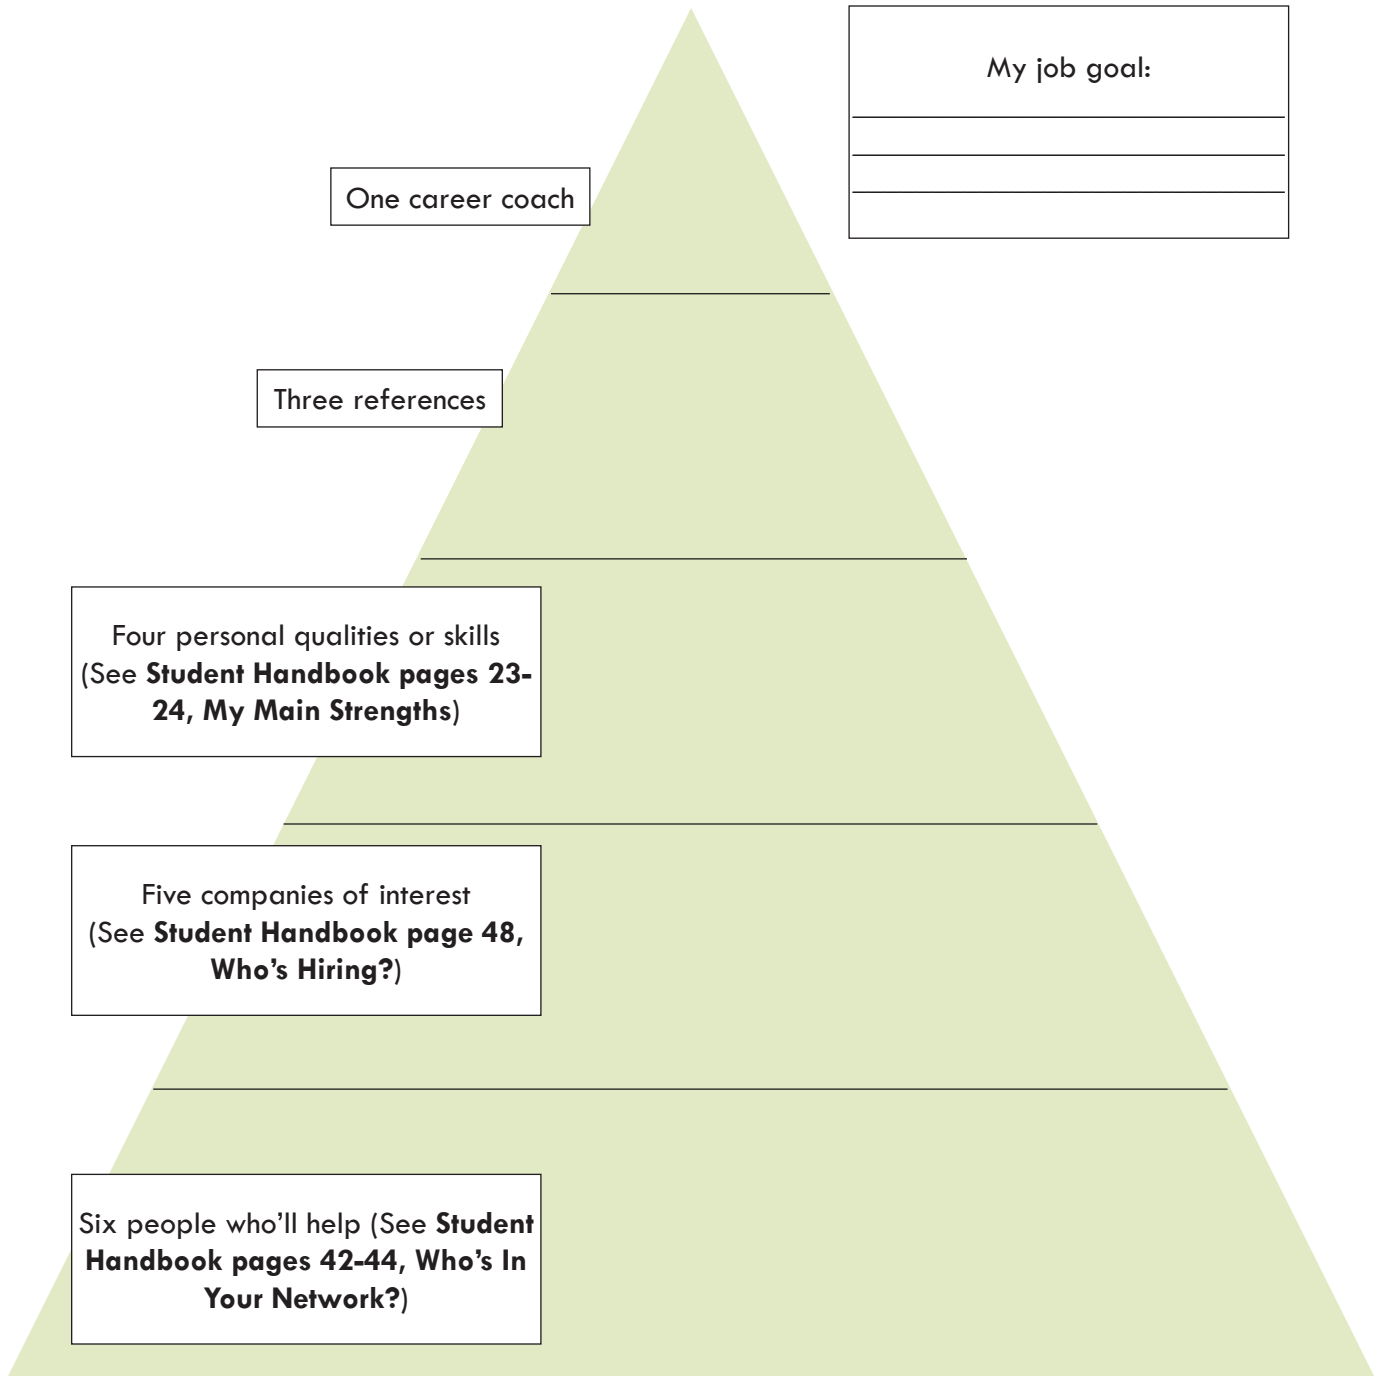 My job goal:
One career coach
Three references
Four personal qualities or skills
(See Student Handbook pages 23-
24, My Main Strengths)
Five companies of interest
(See Student Handbook page 48,
Who’s Hiring?)
Six people who’ll help (See Student
Handbook pages 42-44, Who’s In
Your Network?)